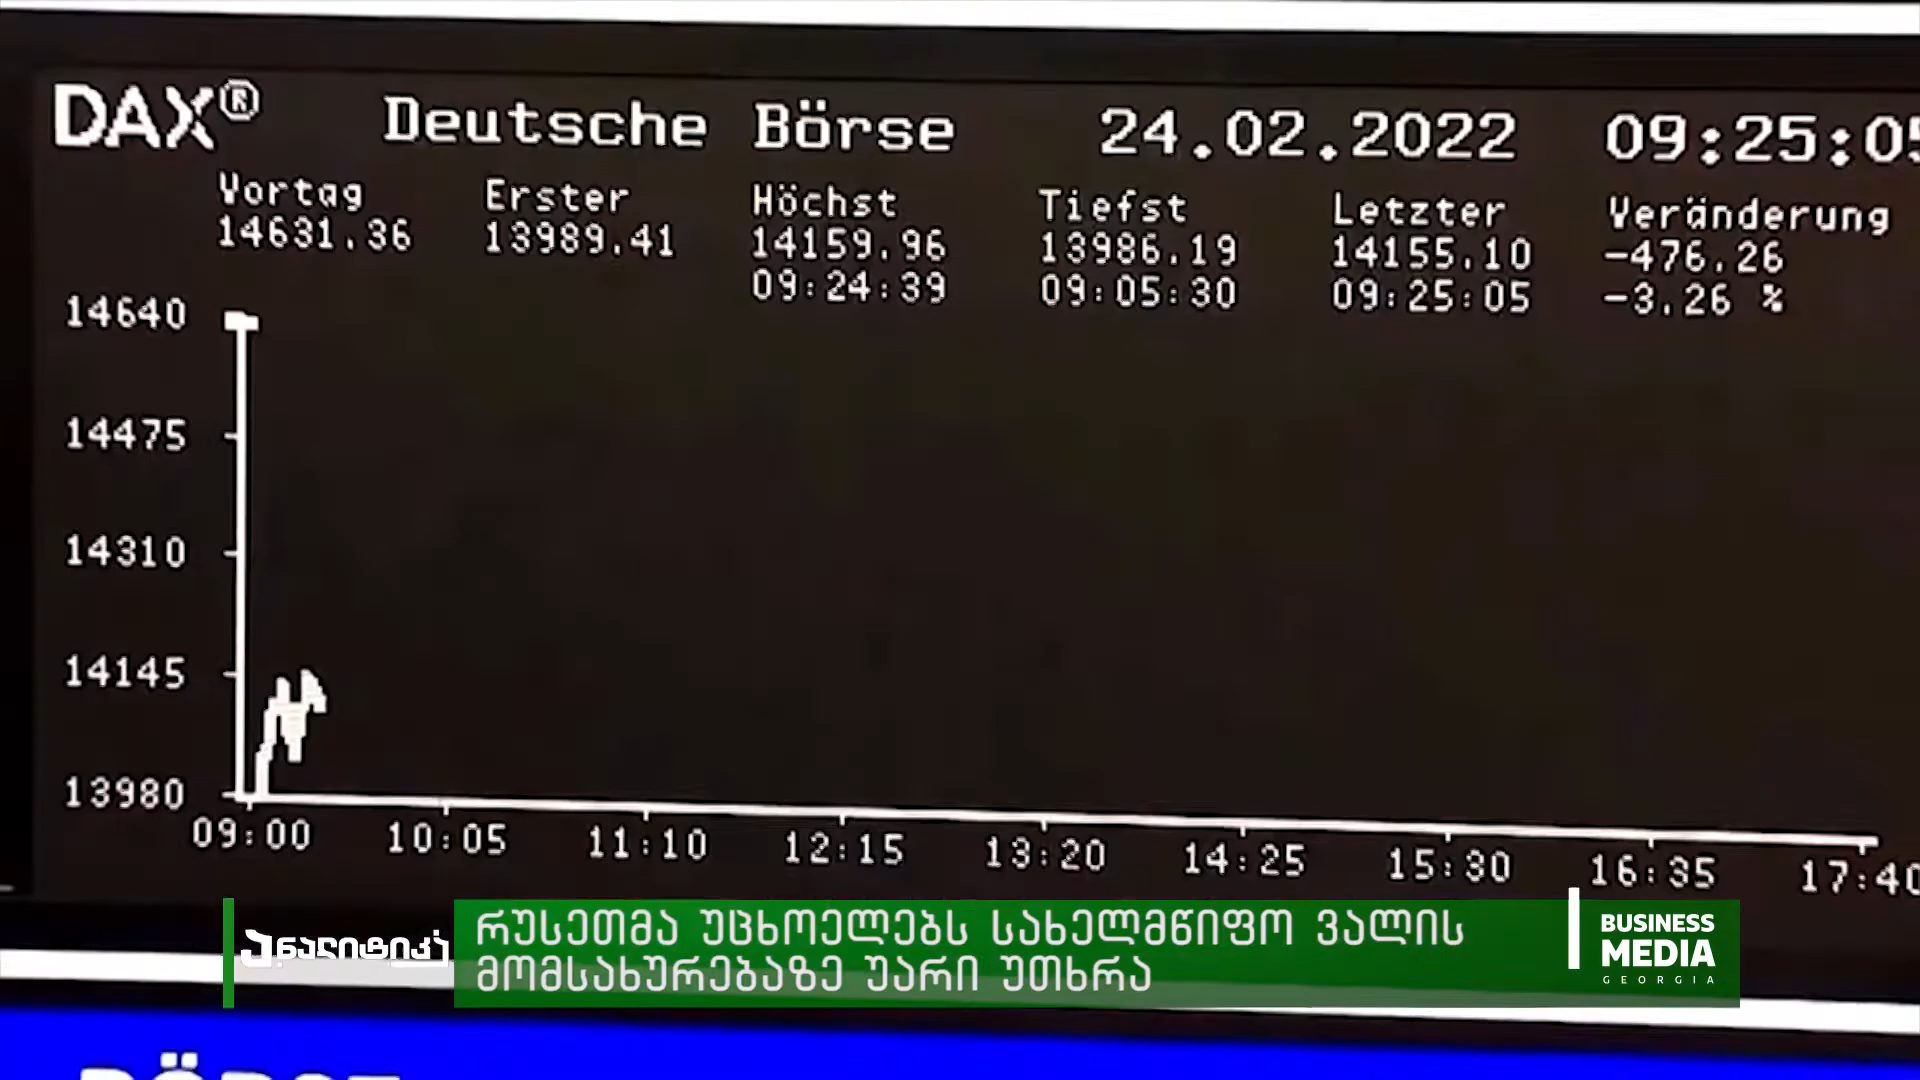 DAX® Deutsche Börse 24.02.2022 09:25:05
Vortag Erster Höchst Tiefst Letzter Veränderung
14631.36 13989.41 14159.96 13986.19 14155.10 -476.26
09:24:39 09:05:30 09:25:05 -3.26 %
14640
14475
14310
14145
13980
09:00 10:05 11:10 12:15 13:20 14:25 15:30 16:35 17:40
ანალიტიკა
რუსეთმა უცხოელებს სახელმწიფო ვალის
მომსახურებაზე უარი უთხრა
BUSINESS
MEDIA
GEORGIA